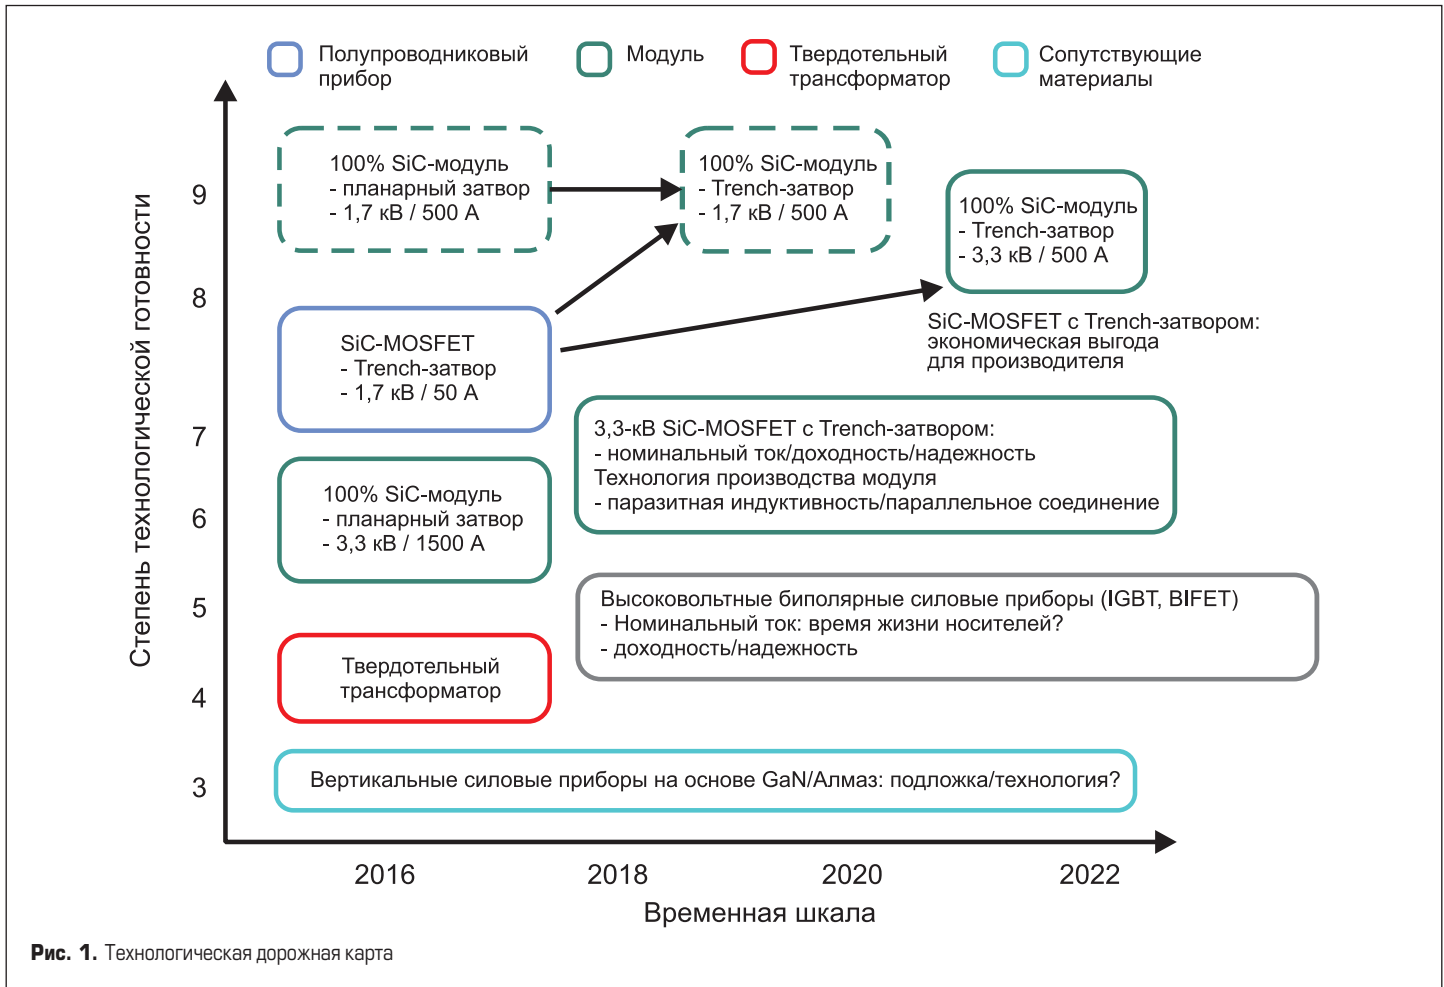 Полупроводниковый
прибор
Модуль
Твердотельный
трансформатор
Сопутствующие
материалы
Степень технологической готовности
9
8
7
6
5
4
3
100% SiC-модуль
- планарный затвор
- 1,7 кВ / 500 А
100% SiC-модуль
- Trench-затвор
- 1,7 кВ / 500 А
100% SiC-модуль
- Trench-затвор
- 3,3 кВ / 500 А
SiC-MOSFET с Trench-затвором:
экономическая выгода
для производителя
SiC-MOSFET
- Trench-затвор
- 1,7 кВ / 50 А
3,3-кВ SiC-MOSFET с Trench-затвором:
- номинальный ток/доходность/надежность
Технология производства модуля
- паразитная индуктивность/параллельное соединение
100% SiC-модуль
- планарный затвор
- 3,3 кВ / 1500 А
Высоковольтные биполярные силовые приборы (IGBT, BIFET)
- Номинальный ток: время жизни носителей?
- доходность/надежность
Твердотельный
трансформатор
Вертикальные силовые приборы на основе GaN/Алмаз: подложка/технология?
2016
2018
2020
2022
Временная шкала
Рис. 1. Технологическая дорожная карта